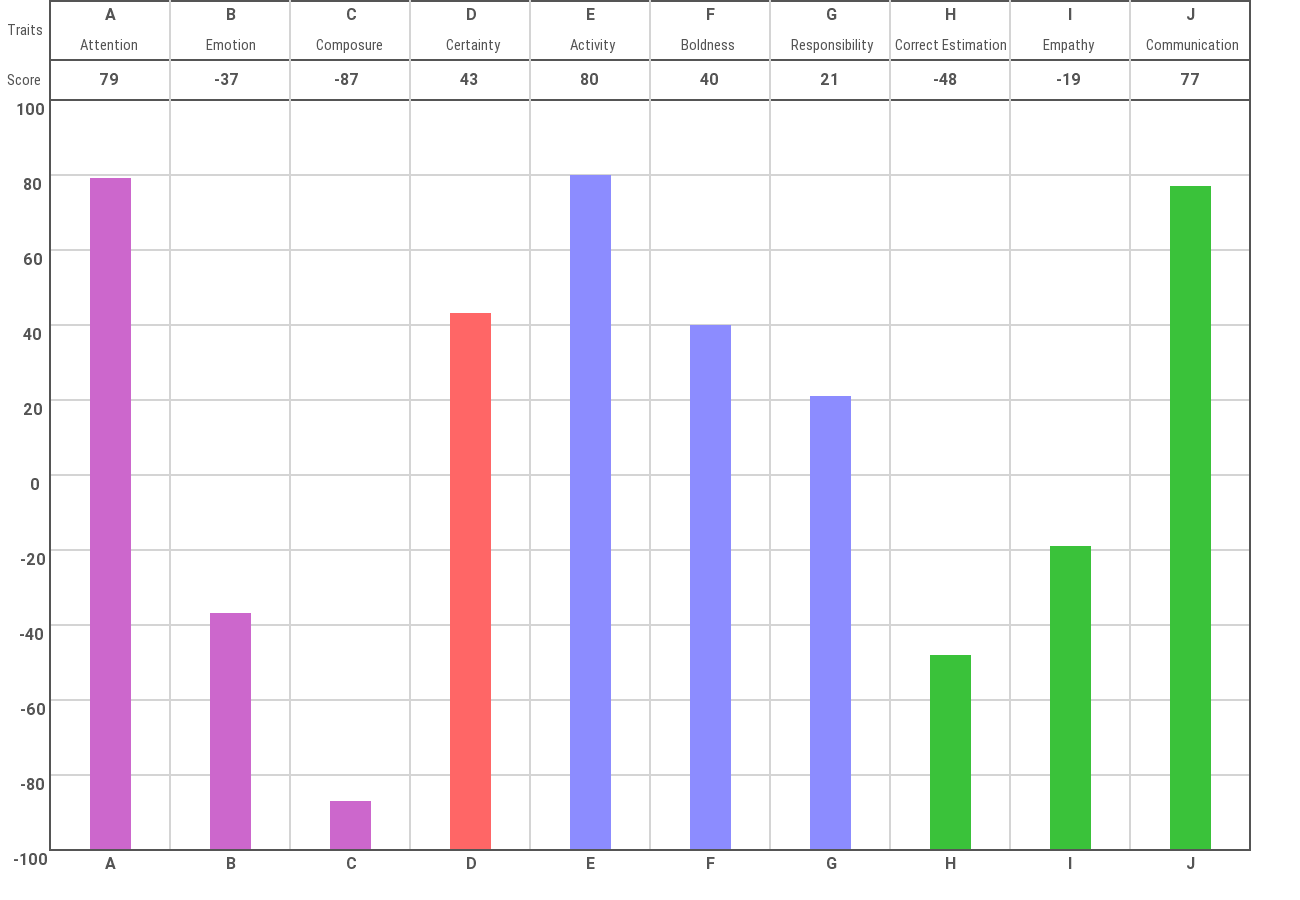 Traits A B C D E F G H I J
Attention Emotion Composure Certainty Activity Boldness Responsibility Correct Estimation Empathy Communication
Score 79 -37 -87 43 80 40 21 -48 -19 77
100
80
60
40
20
0
-20
-40
-60
-80
-100
A B C D E F G H I J